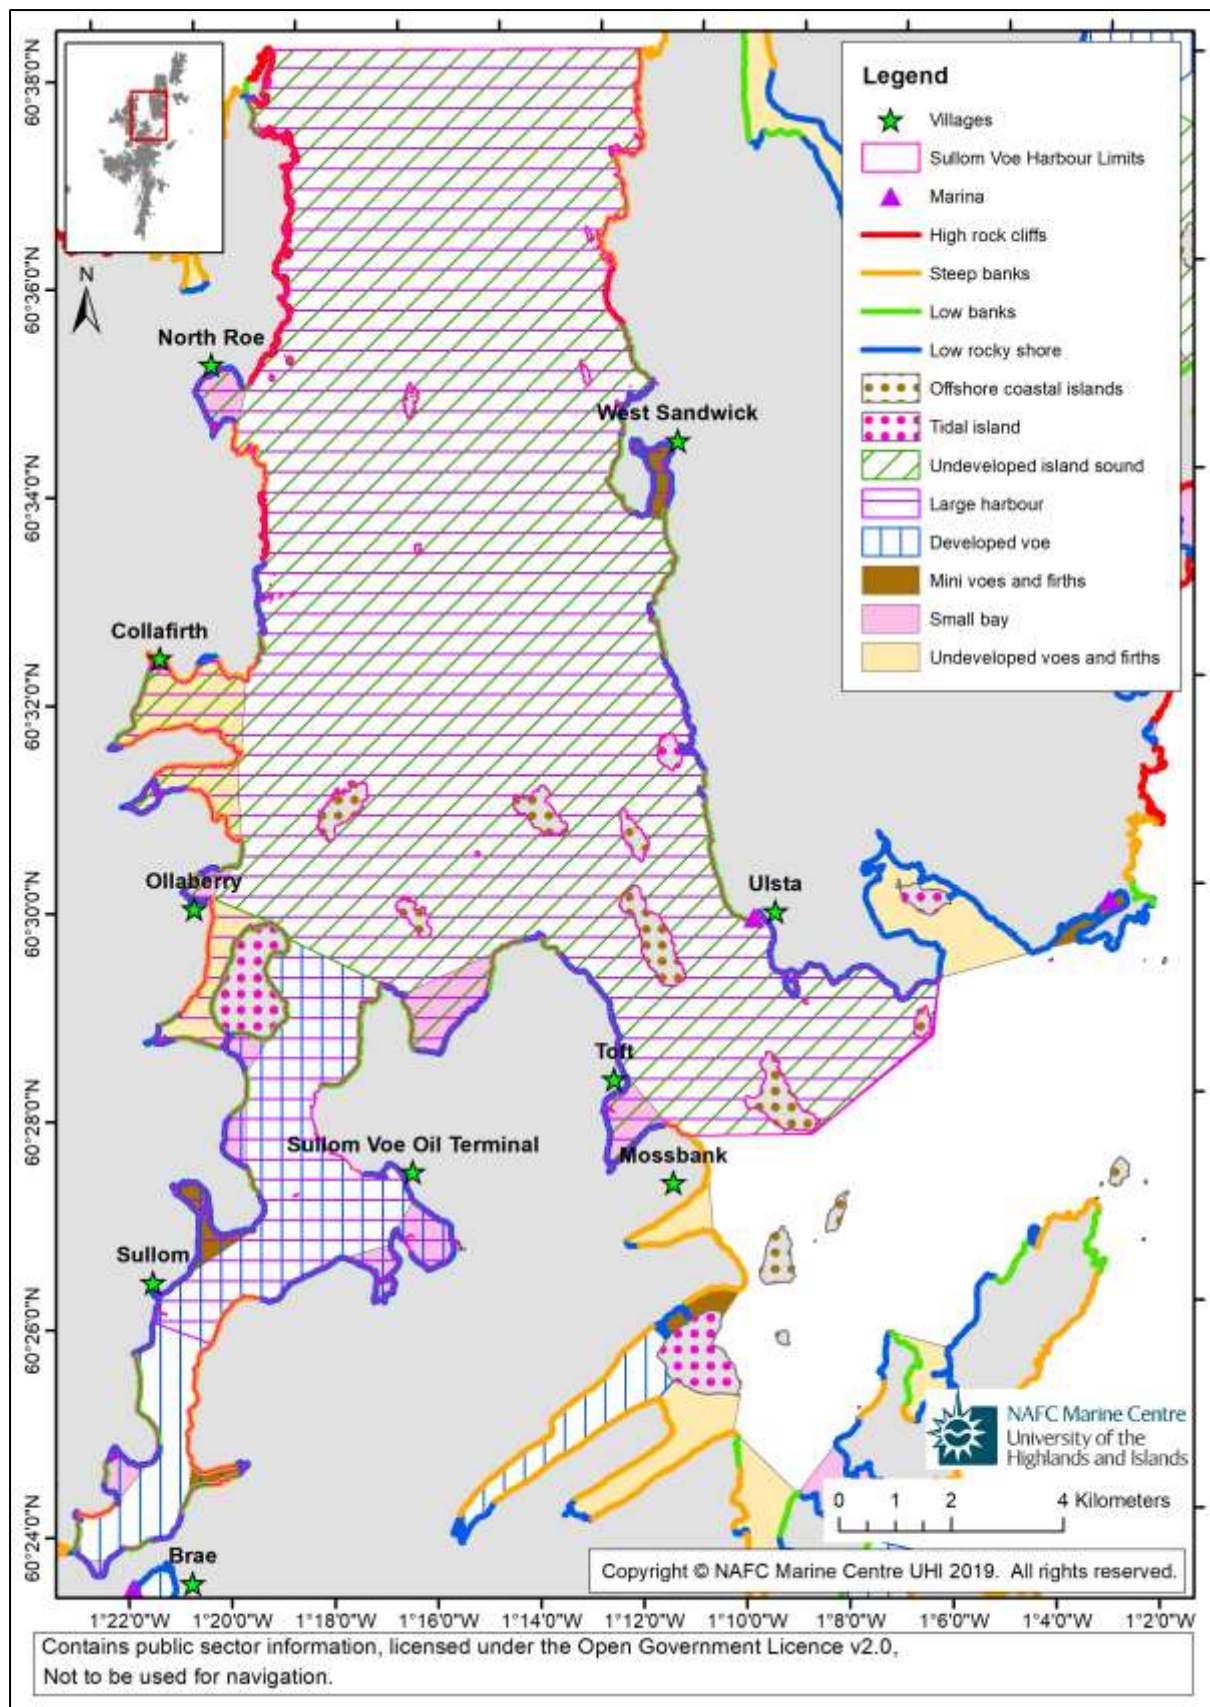 Legend
Villages
Sullom Voe Harbour Limits
Marina
High rock cliffs
Steep banks
Low banks
Low rocky shore
Offshore coastal islands
Tidal island
Undeveloped island sound
Large harbour
Developed voe
Mini voes and firths
Small bay
Undeveloped voes and firths
60°38'0"N
60°36'0"N
60°34'0"N
60°32'0"N
60°30'0"N
60°28'0"N
60°26'0"N
60°24'0"N
N
North Roe
West Sandwick
Collafirth
Ollaberry
Ulsta
Toft
Sullom Voe Oil Terminal
Mossbank
Sullom
Brae
NAFC Marine Centre
University of the
Highlands and Islands
0 1 2 4 Kilometers
Copyright © NAFC Marine Centre UHI 2019. All rights reserved.
1°22'0"W 1°20'0"W 1°18'0"W 1°16'0"W 1°14'0"W 1°12'0"W 1°10'0"W 1°8'0"W 1°6'0"W 1°4'0"W 1°2'0"W
Contains public sector information, licensed under the Open Government Licence v2.0,
Not to be used for navigation.